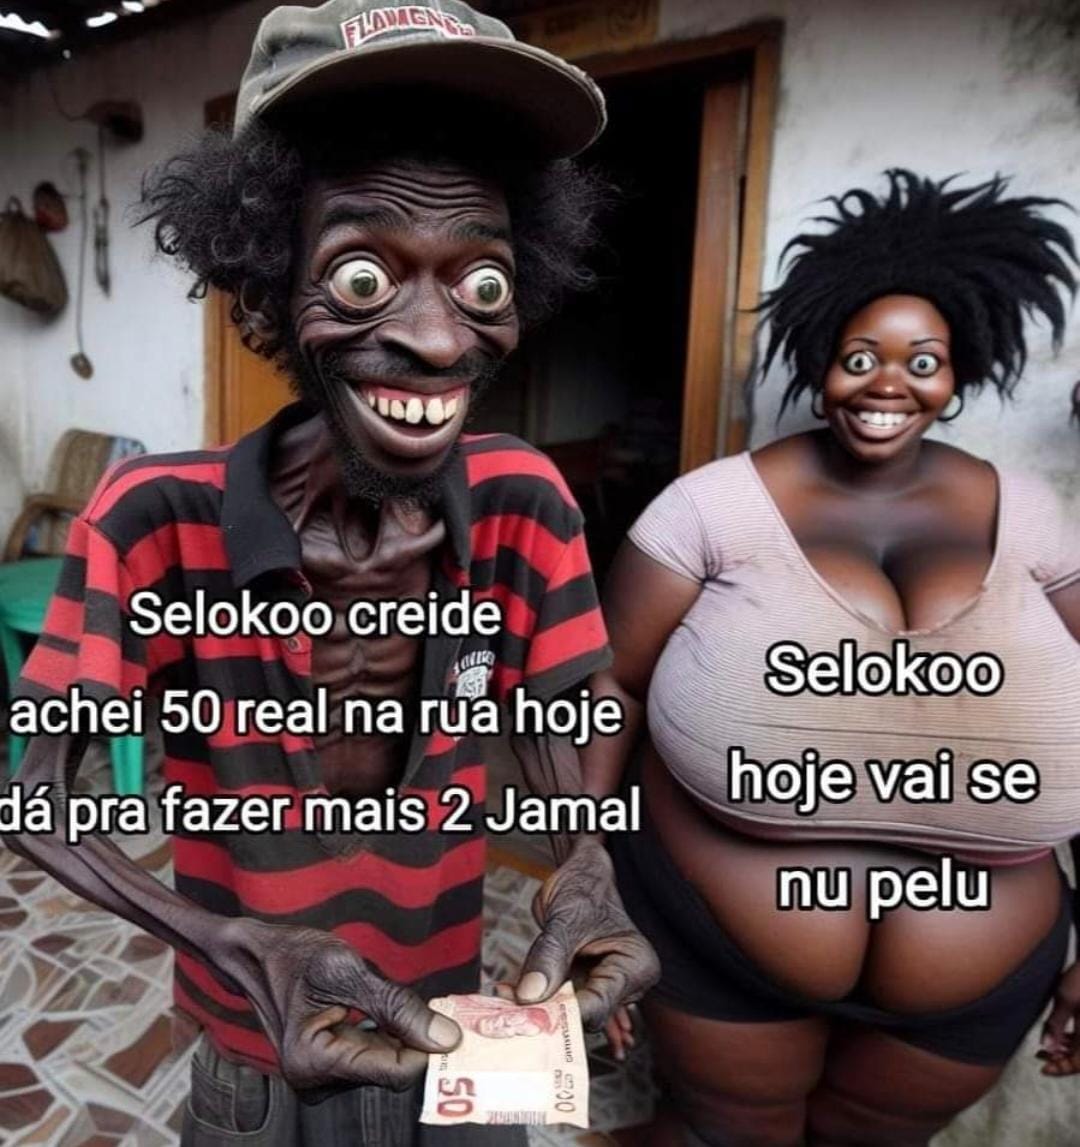 FLAMENGO
Selokoo creide
achei 50 real na rua hoje
dá pra fazer mais 2 Jamal
Selokoo
hoje vai se
nu pelu
50